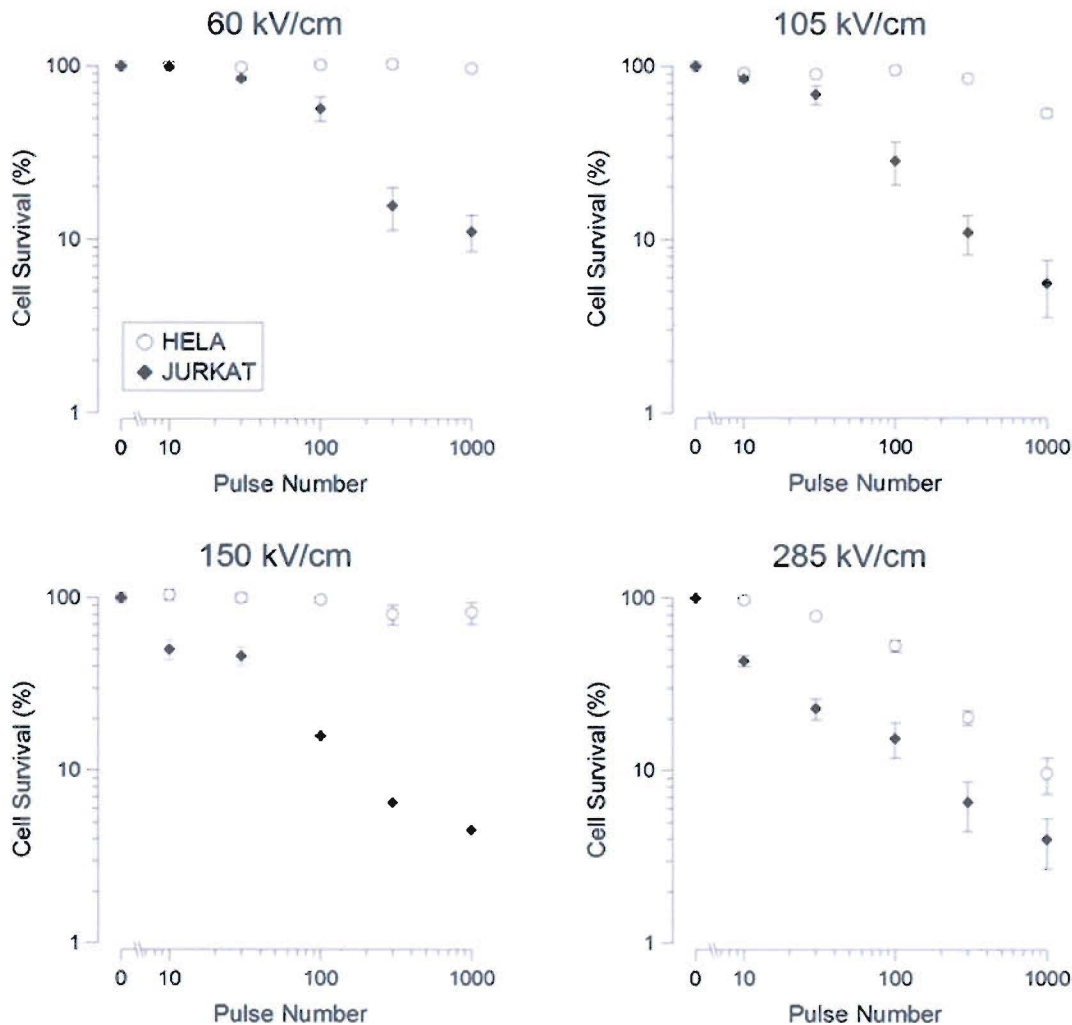 60 kV/cm
100
10
1
Cell Survival (%)
HELA
JURKAT
0 10 100 1000
Pulse Number
105 kV/cm
100
10
1
Cell Survival (%)
0 10 100 1000
Pulse Number
150 kV/cm
100
10
1
Cell Survival (%)
0 10 100 1000
Pulse Number
285 kV/cm
100
10
1
Cell Survival (%)
0 10 100 1000
Pulse Number